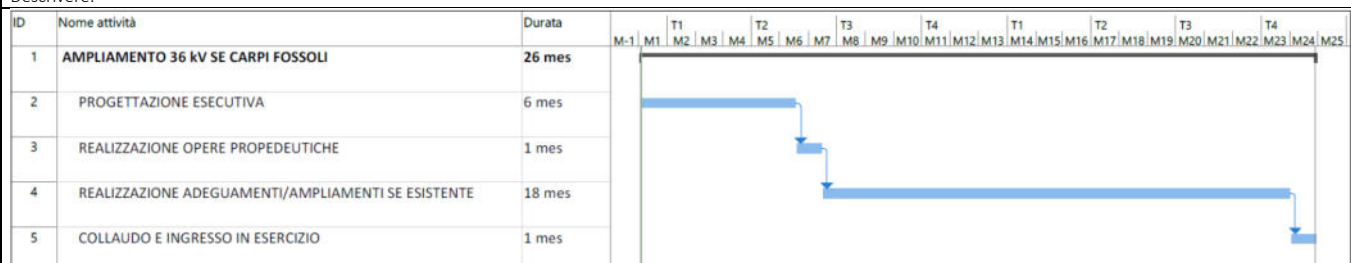 Descrivere:
ID Nome attività Durata T1 T2 T3 T4 T1 T2 T3 T4
M-1 M1 M2 M3 M4 M5 M6 M7 M8 M9 M10 M11 M12 M13 M14 M15 M16 M17 M18 M19 M20 M21 M22 M23 M24 M25
1 AMPLIAMENTO 36 kV SE CARPI FOSSOLI 26 mes
2 PROGETTAZIONE ESECUTIVA 6 mes
3 REALIZZAZIONE OPERE PROPEDEUTICHE 1 mes
4 REALIZZAZIONE ADEGUAMENTI/AMPLIAMENTI SE ESISTENTE 18 mes
5 COLLAUDO E INGRESSO IN ESERCIZIO 1 mes